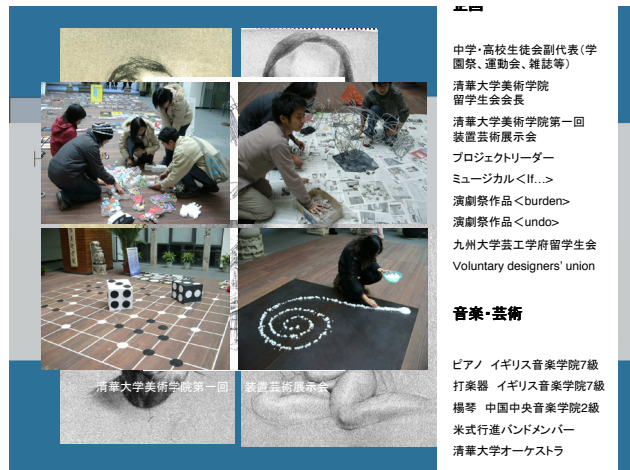 中学・高校生徒会副代表（学
園祭、運動会、雑誌等）
清華大学美術学院
留学生会会長
清華大学美術学院第一回
装置芸術展示会
プロジェクトリーダー
ミュージカル＜If…>
演劇祭作品＜burden>
演劇祭作品＜undo>
九州大学芸工学府留学生会
Voluntary designers' union
音楽・芸術
ピアノ　イギリス音楽学院7級
打楽器　イギリス音楽学院7級
楊琴　中国中央音楽学院2級
米式行進バンドメンバー
清華大学オーケストラ
清華大学美術学院第一回　装置芸術展示会